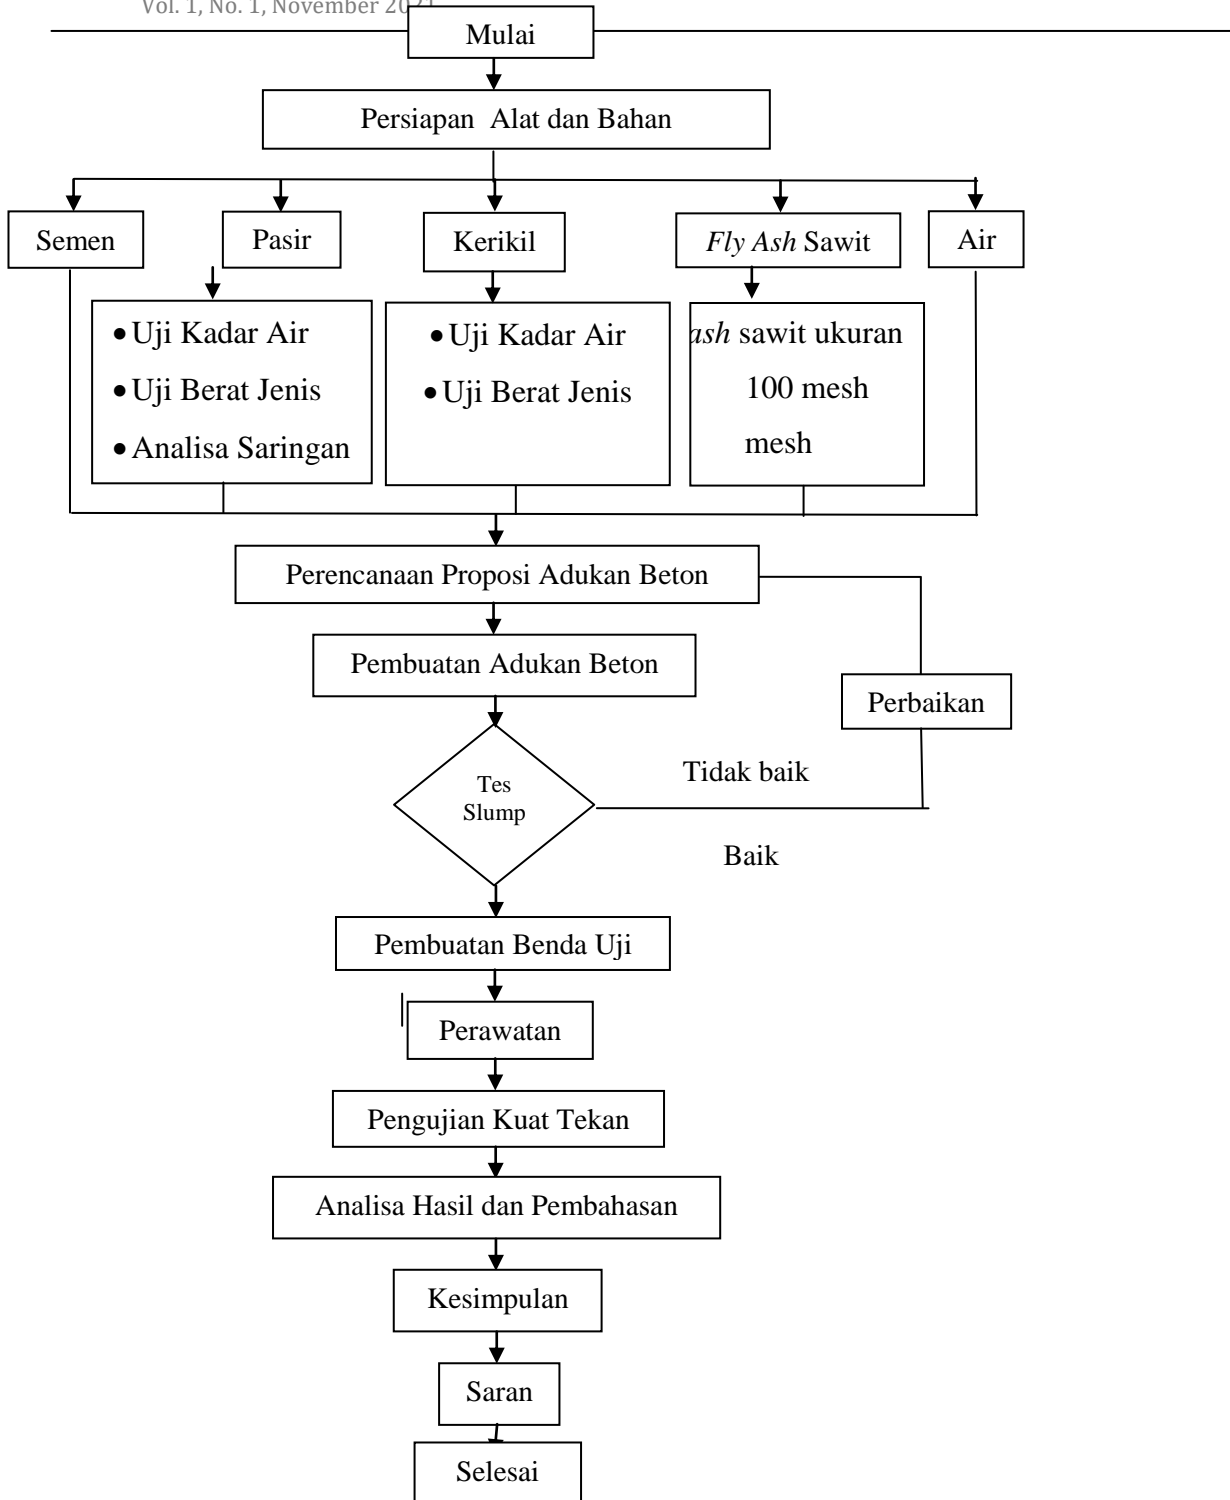 Vol. 1, No. 1, November 2021
Mulai
Persiapan Alat dan Bahan
Semen
Pasir
Kerikil
Fly Ash Sawit
Air
•Uji Kadar Air
•Uji Berat Jenis
•Analisa Saringan
•Uji Kadar Air
•Uji Berat Jenis
ash sawit ukuran
100 mesh
mesh
Perencanaan Proposi Adukan Beton
Pembuatan Adukan Beton
Perbaikan
Tes
Slump
Tidak baik
Baik
Pembuatan Benda Uji
Perawatan
Pengujian Kuat Tekan
Analisa Hasil dan Pembahasan
Kesimpulan
Saran
Selesai